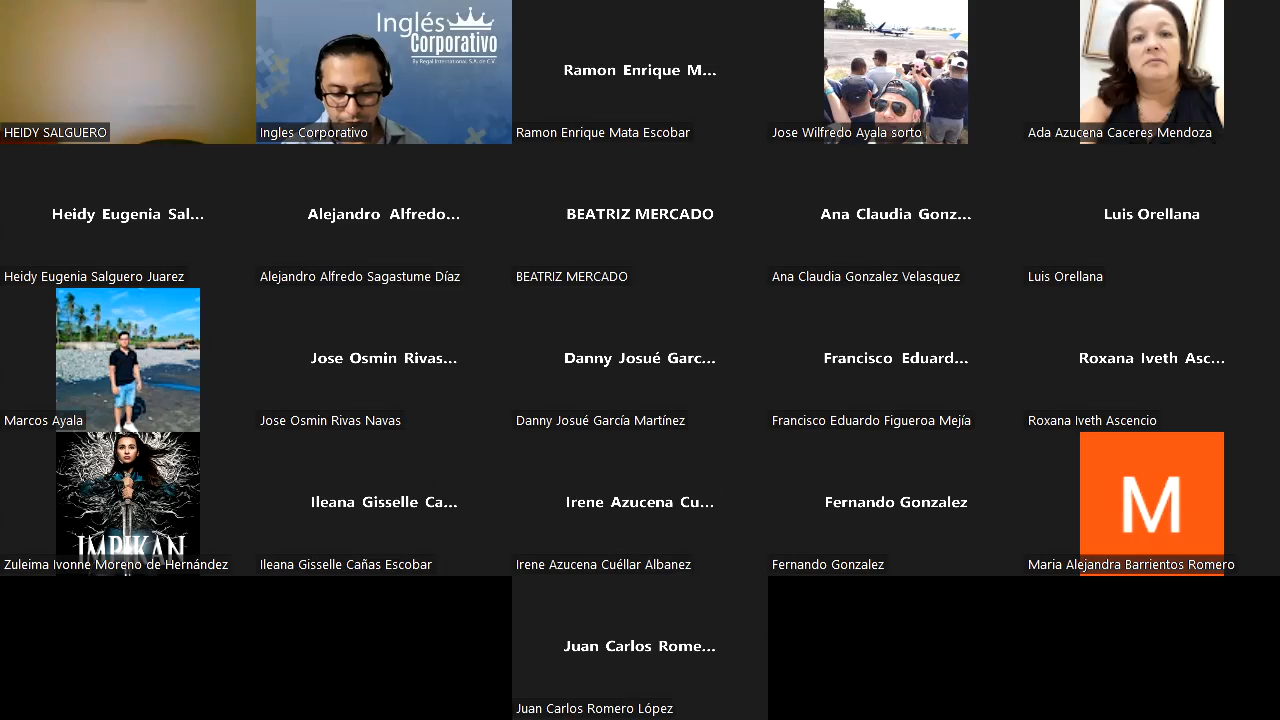 Inglés
Corporativo
By Regal International, S.A. de C.V.
HEIDY SALGUERO
Ingles Corporativo
Ramon Enrique M...
Ramon Enrique Mata Escobar
Jose Wilfredo Ayala sorto
Ada Azucena Caceres Mendoza
Heidy Eugenia Sal...
Heidy Eugenia Salguero Juarez
Alejandro Alfredo...
Alejandro Alfredo Sagastume Díaz
BEATRIZ MERCADO
BEATRIZ MERCADO
Ana Claudia Gonz...
Ana Claudia Gonzalez Velasquez
Luis Orellana
Luis Orellana
Marcos Ayala
Jose Osmin Rivas...
Jose Osmin Rivas Navas
Danny Josué Garc...
Danny Josué García Martínez
Francisco Eduard...
Francisco Eduardo Figueroa Mejía
Roxana Iveth Asc...
Roxana Iveth Ascencio
IMPIKAN
Zuleima Ivonne Moreno de Hernández
Ileana Gisselle Ca...
Ileana Gisselle Cañas Escobar
Irene Azucena Cu...
Irene Azucena Cuéllar Albanez
Fernando Gonzalez
Fernando Gonzalez
M
Maria Alejandra Barrientos Romero
Juan Carlos Rome...
Juan Carlos Romero López